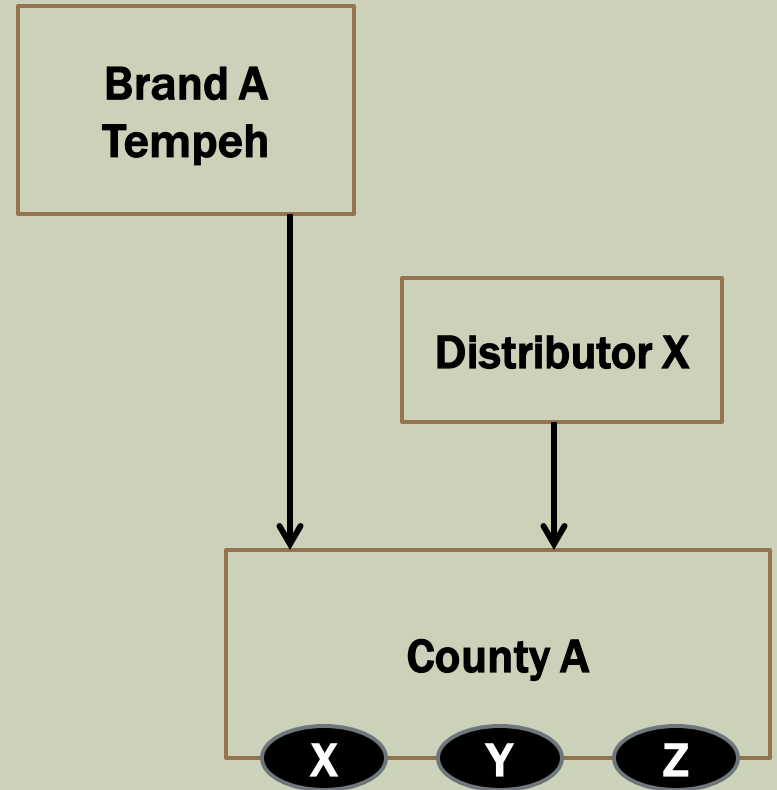 Brand A
Tempeh
Distributor X
County A
X
Y
Z